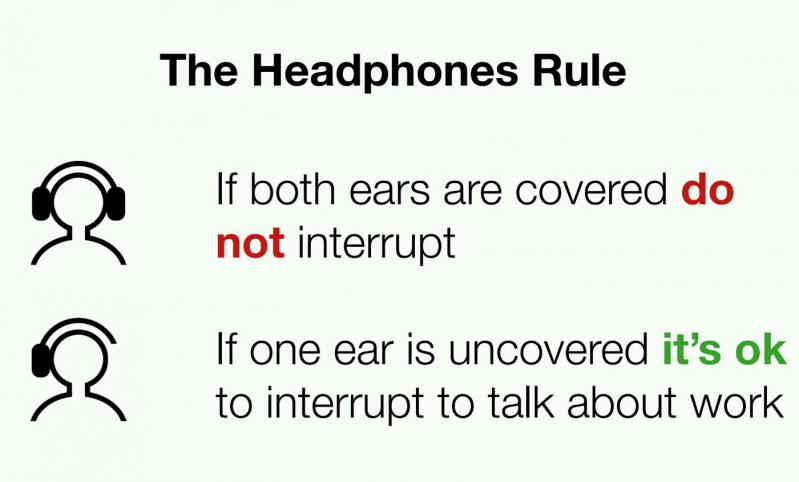 The Headphones Rule
If both ears are covered do
not interrupt
If one ear is uncovered it’s ok
to interrupt to talk about work